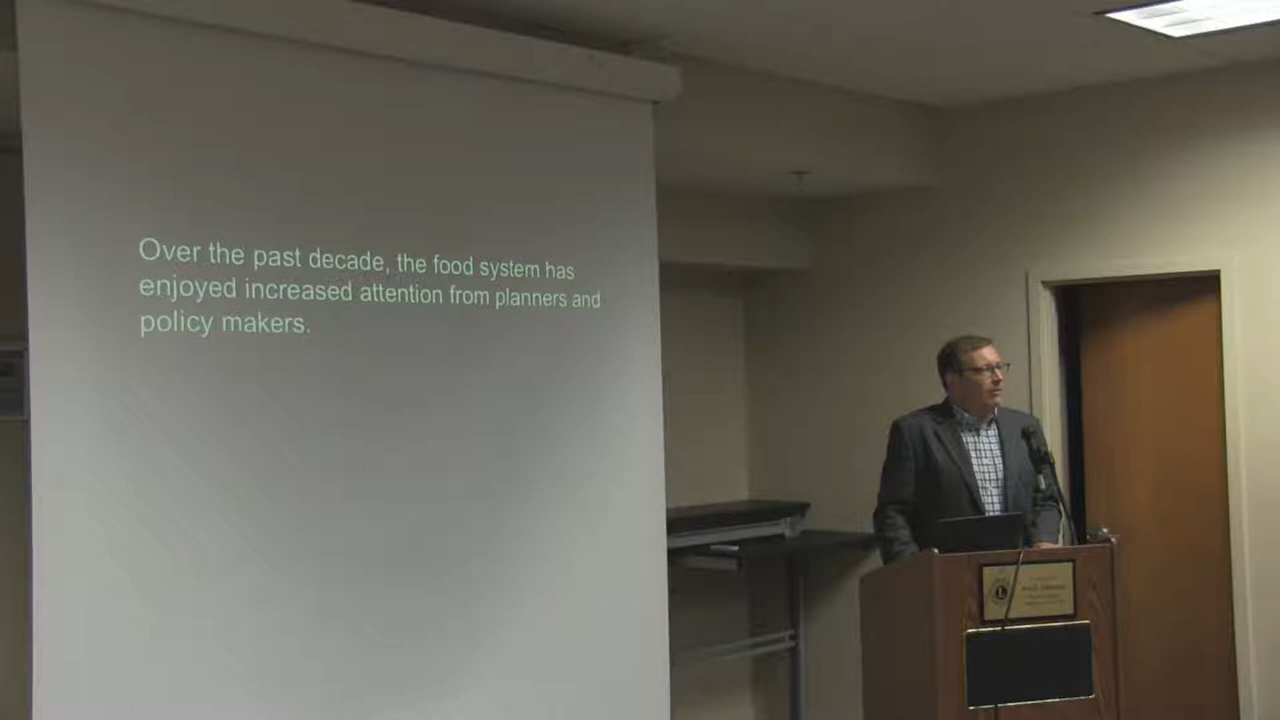 Over the past decade, the food system has
enjoyed increased attention from planners and
policy makers.
L